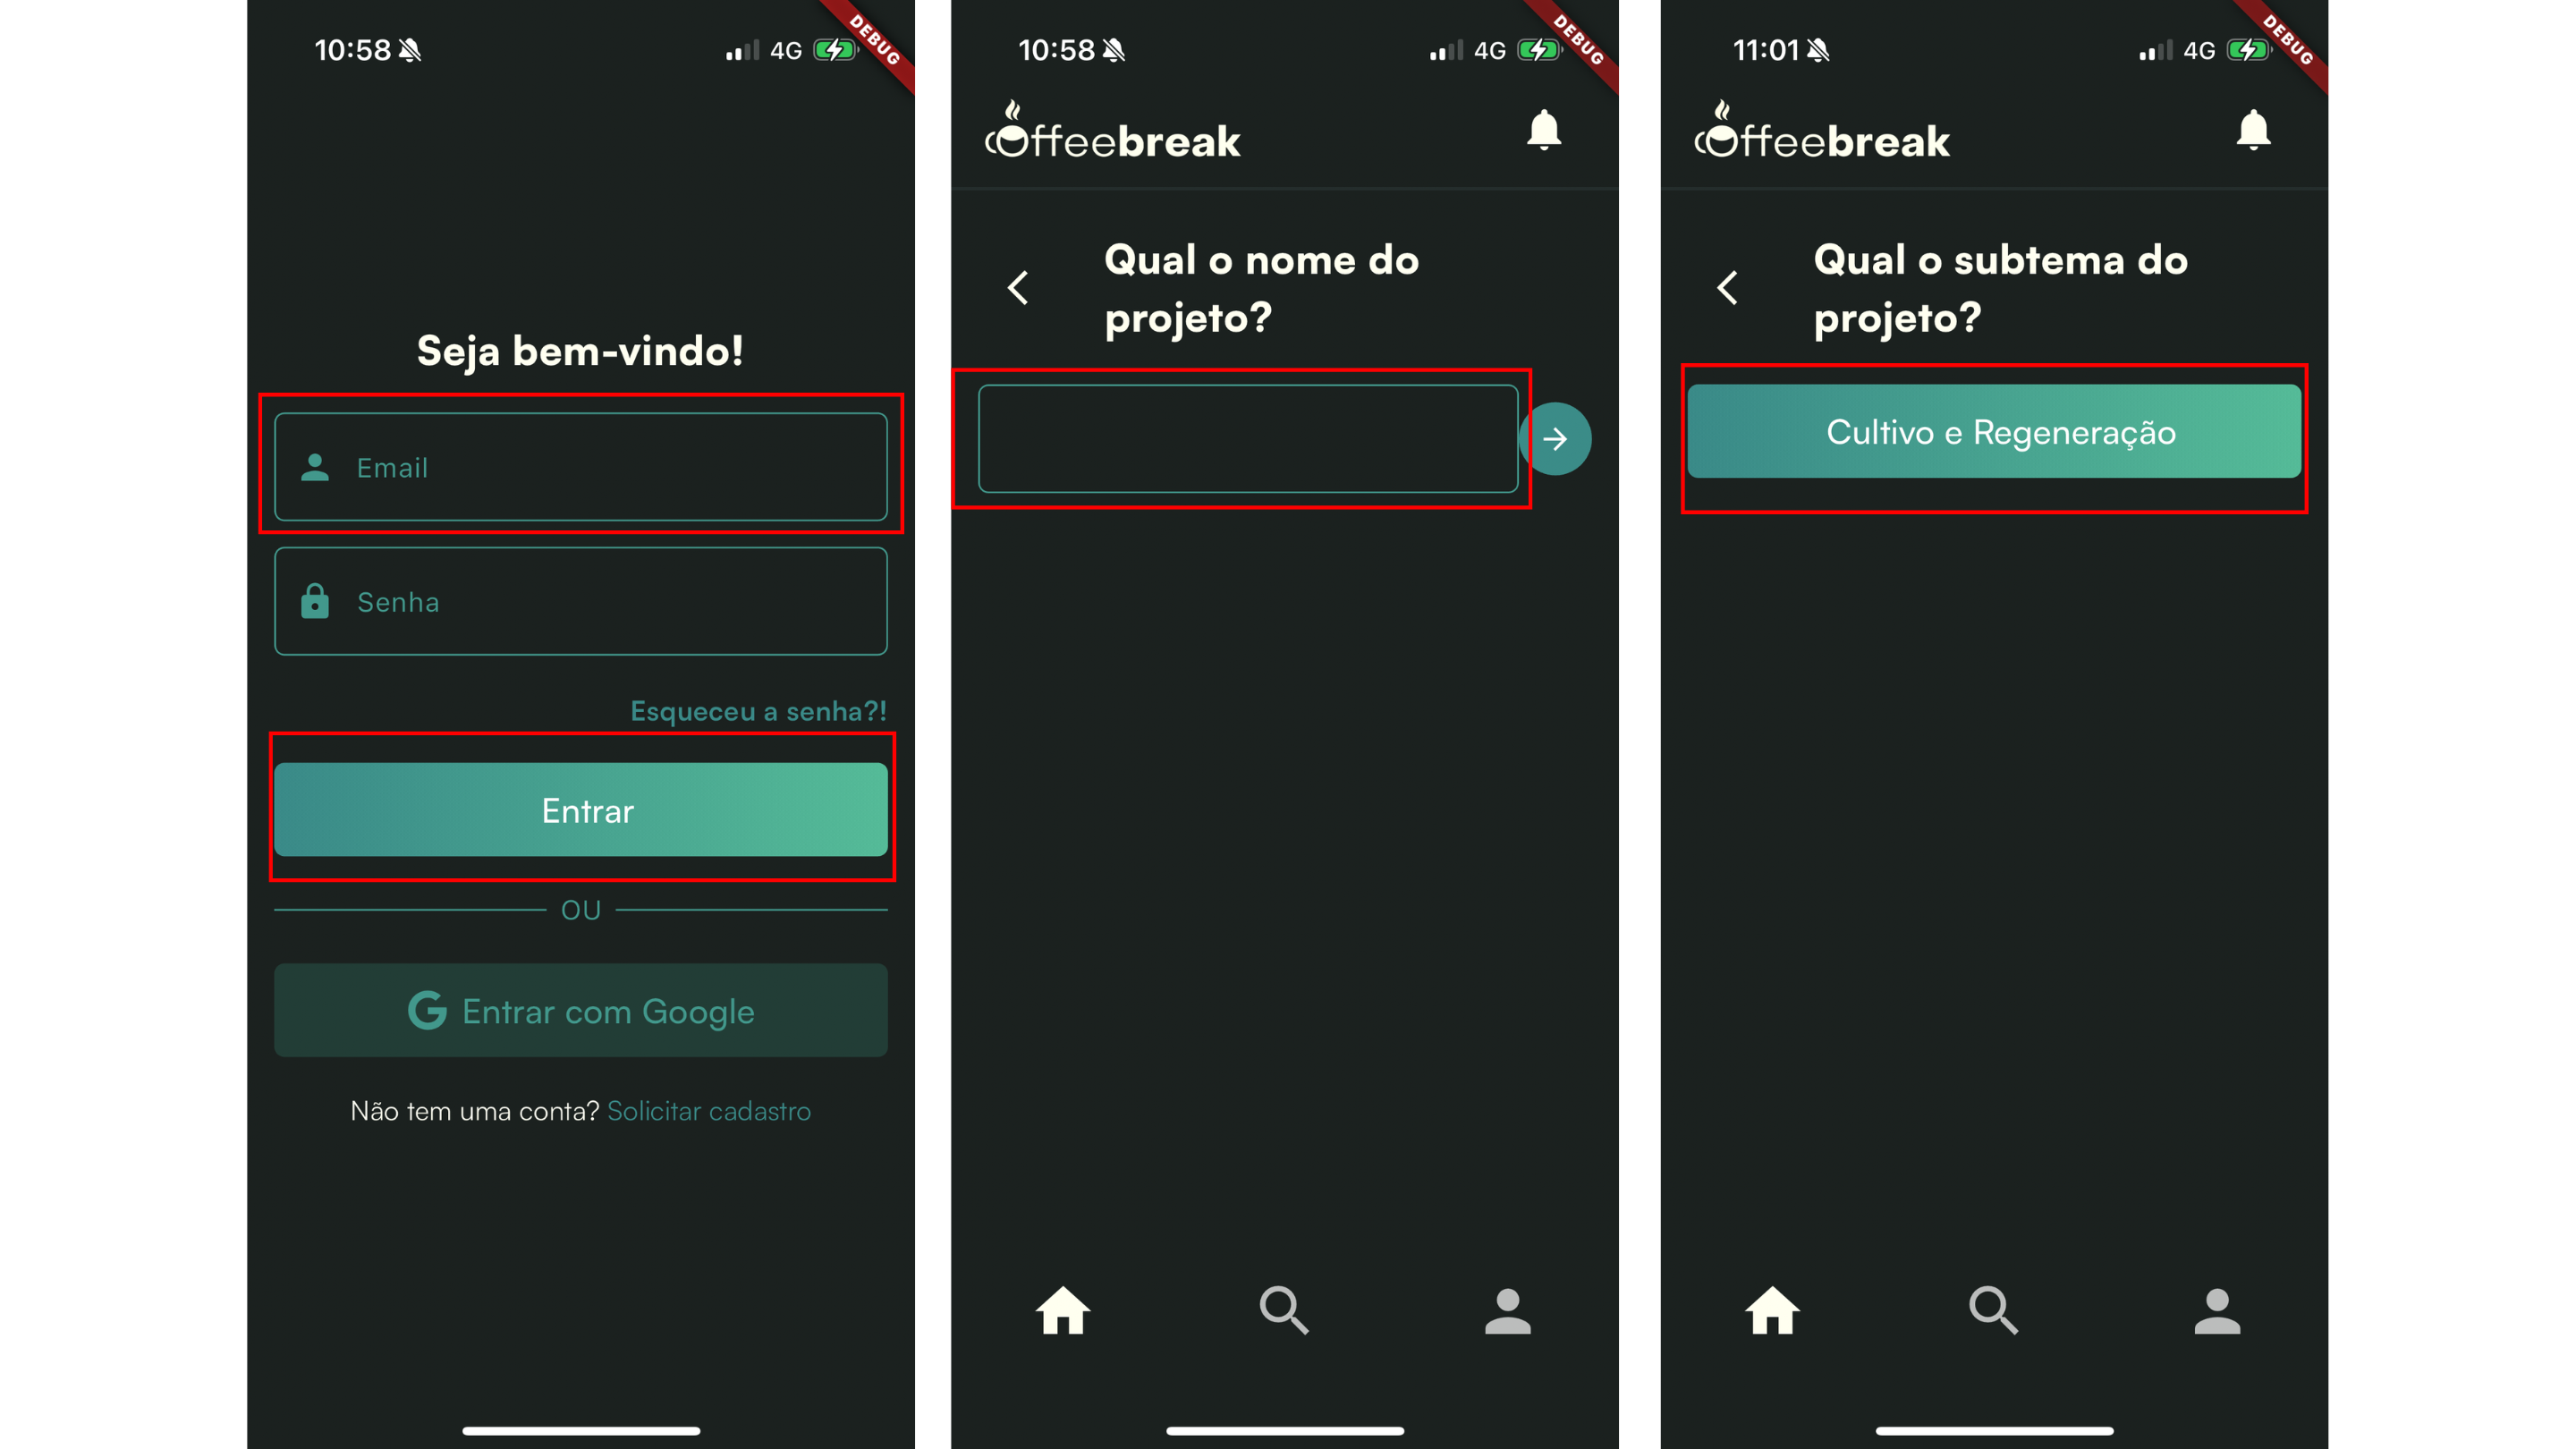 10:58
4G
DEBUG
Seja bem-vindo!
Email
Senha
Esqueceu a senha?!
Entrar
OU
Entrar com Google
Não tem uma conta? Solicitar cadastro
10:58
4G
DEBUG
coffeebreak
Qual o nome do
projeto?
11:01
4G
DEBUG
coffeebreak
Qual o subtema do
projeto?
Cultivo e Regeneração